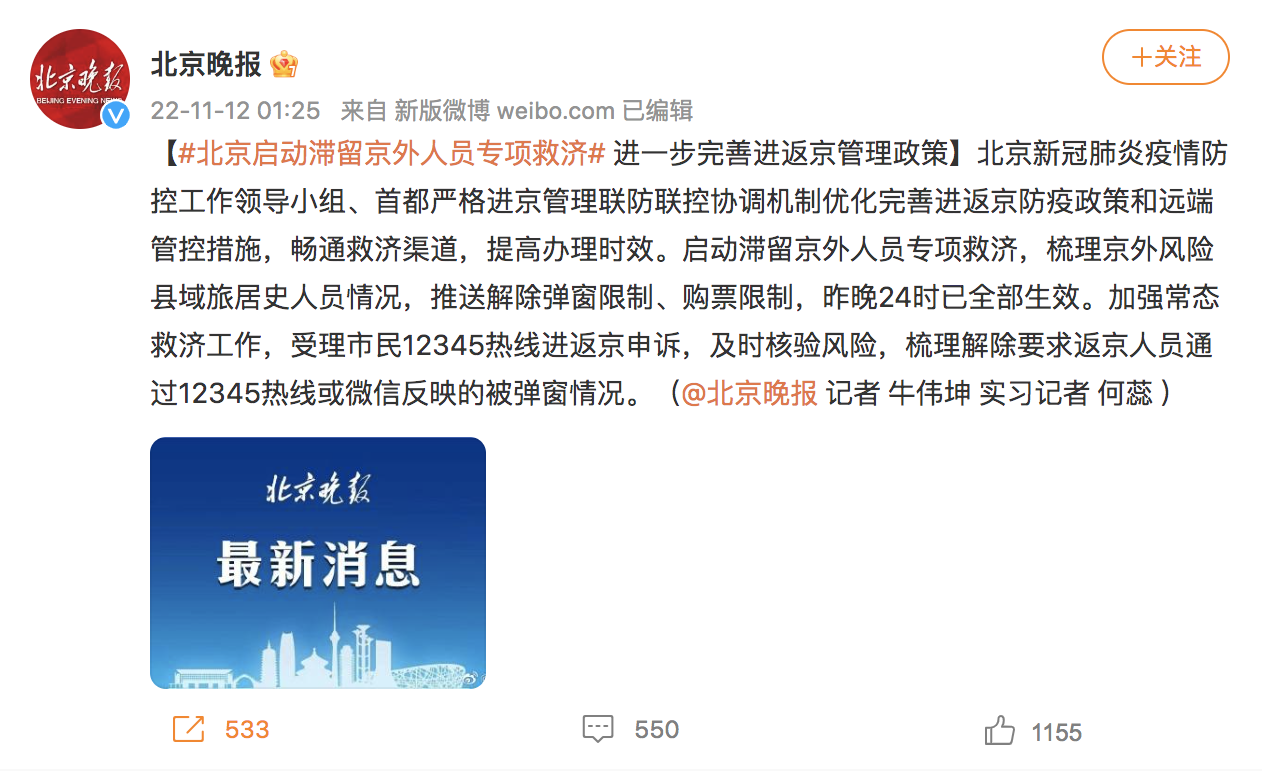 北京晚报
BEIJING EVENING NEWS
北京晚报
+关注
22-11-12 01:25 来自 新版微博 weibo.com 已编辑
【#北京启动滞留京外人员专项救济# 进一步完善进返京管理政策】北京新冠肺炎疫情防
控工作领导小组、首都严格进京管理联防联控协调机制优化完善进返京防疫政策和远端
管控措施，畅通救济渠道，提高办理时效。启动滞留京外人员专项救济，梳理京外风险
县域旅居史人员情况，推送解除弹窗限制、购票限制，昨晚24时已全部生效。加强常态
救济工作，受理市民12345热线进返京申诉，及时核验风险，梳理解除要求返京人员通
过12345热线或微信反映的被弹窗情况。（@北京晚报 记者 牛伟坤 实习记者 何蕊 ）
北京晚报
最新消息
533
550
1155